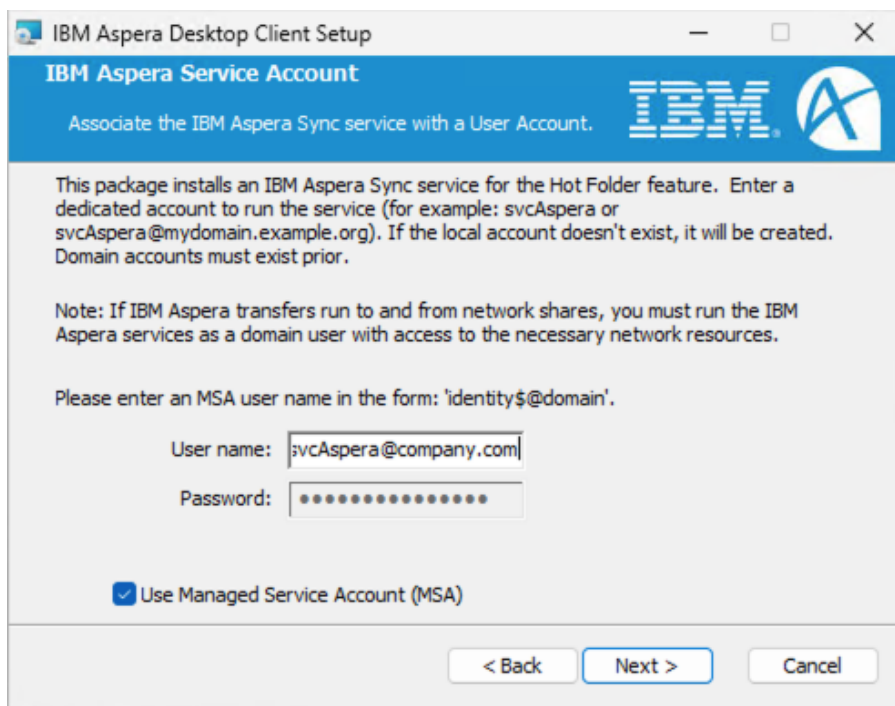 IBM Aspera Desktop Client Setup
IBM Aspera Service Account
Associate the IBM Aspera Sync service with a User Account.
IBM.
This package installs an IBM Aspera Sync service for the Hot Folder feature.  Enter a
dedicated account to run the service (for example: svcAspera or
svcAspera@mydomain.example.org). If the local account doesn't exist, it will be created.
Domain accounts must exist prior.
Note: If IBM Aspera transfers run to and from network shares, you must run the IBM
Aspera services as a domain user with access to the necessary network resources.
Please enter an MSA user name in the form: 'identity$@domain'.
User name: svcAspera@company.com
Password: ●●●●●●●●●●●●●●●
Use Managed Service Account (MSA)
< Back Next > Cancel